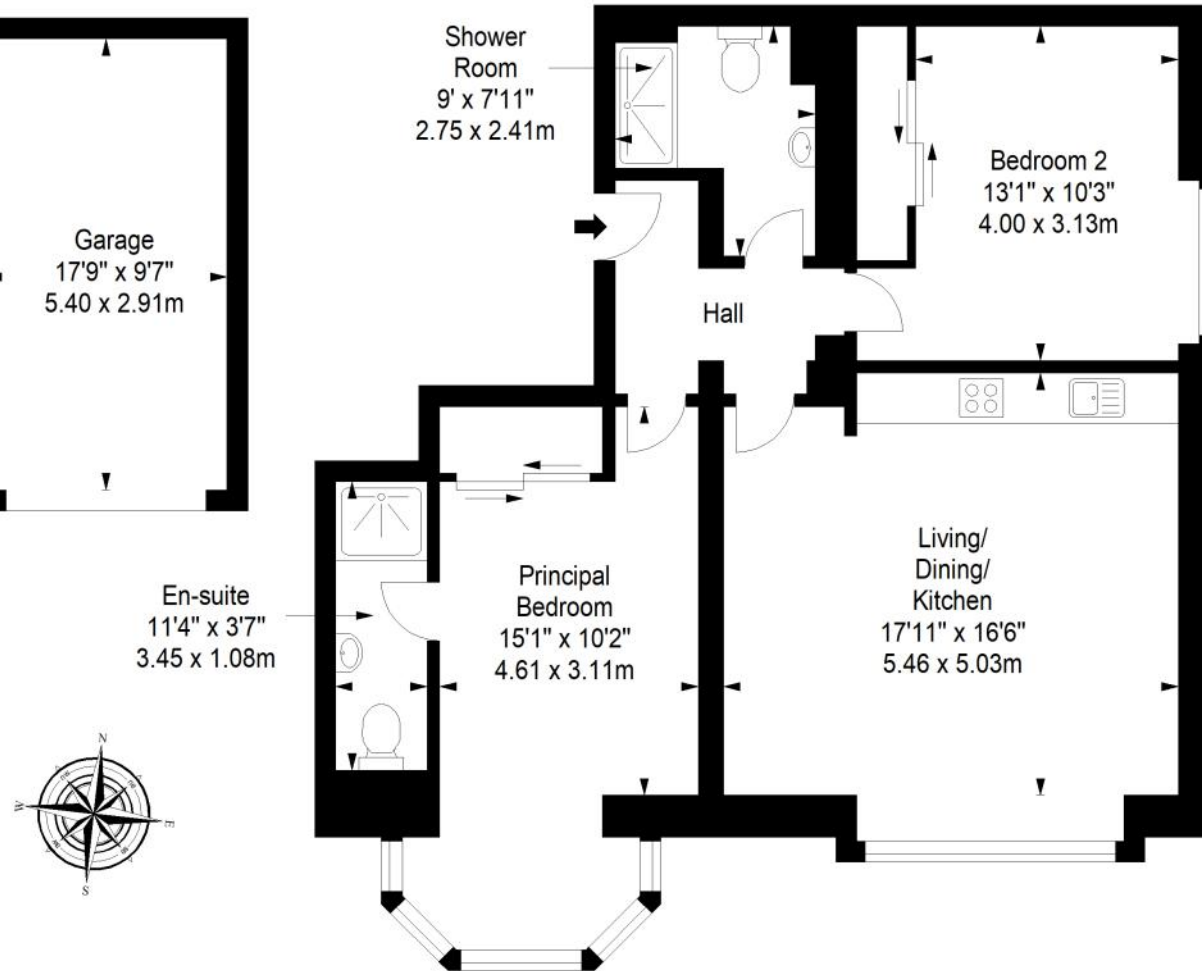 Shower
Room
9' x 7'11"
2.75 x 2.41m
Bedroom 2
13'1" x 10'3"
4.00 x 3.13m
Garage
17'9" x 9'7"
5.40 x 2.91m
Hall
Living/
Dining/
Kitchen
17'11" x 16'6"
5.46 x 5.03m
Principal
Bedroom
15'1" x 10'2"
4.61 x 3.11m
En-suite
11'4" x 3'7"
3.45 x 1.08m
N
W
E
S